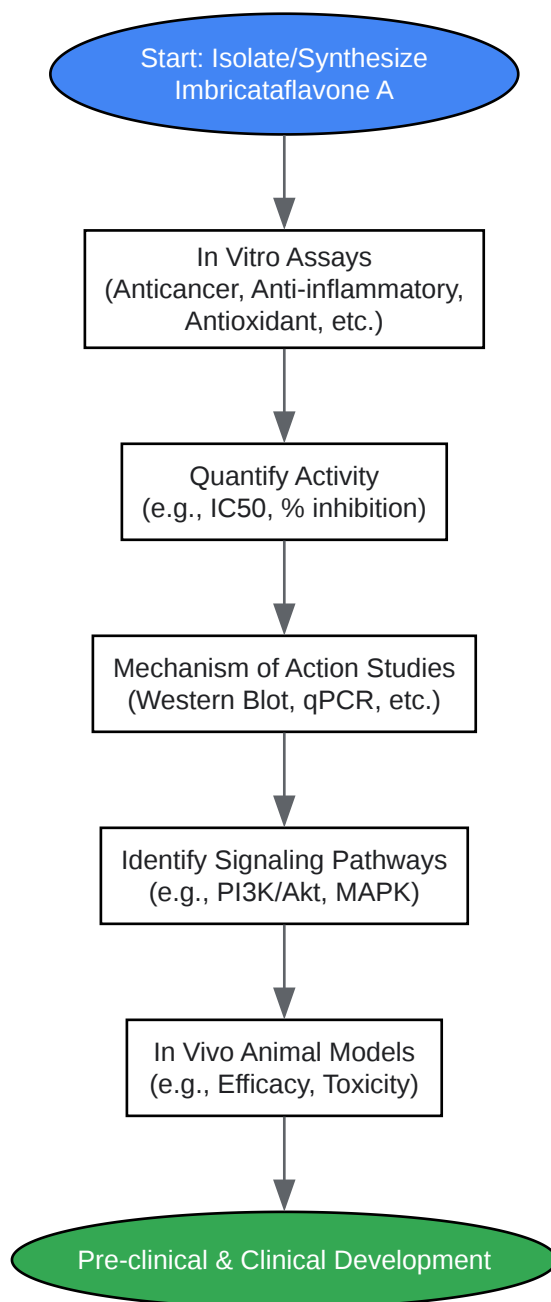 Start: Isolate/Synthesize
Imbricataflavone A
In Vitro Assays
(Anticancer, Anti-inflammatory,
Antioxidant, etc.)
Quantify Activity
(e.g., IC50, % inhibition)
Mechanism of Action Studies
(Western Blot, qPCR, etc.)
Identify Signaling Pathways
(e.g., PI3K/Akt, MAPK)
In Vivo Animal Models
(e.g., Efficacy, Toxicity)
Pre-clinical & Clinical Development